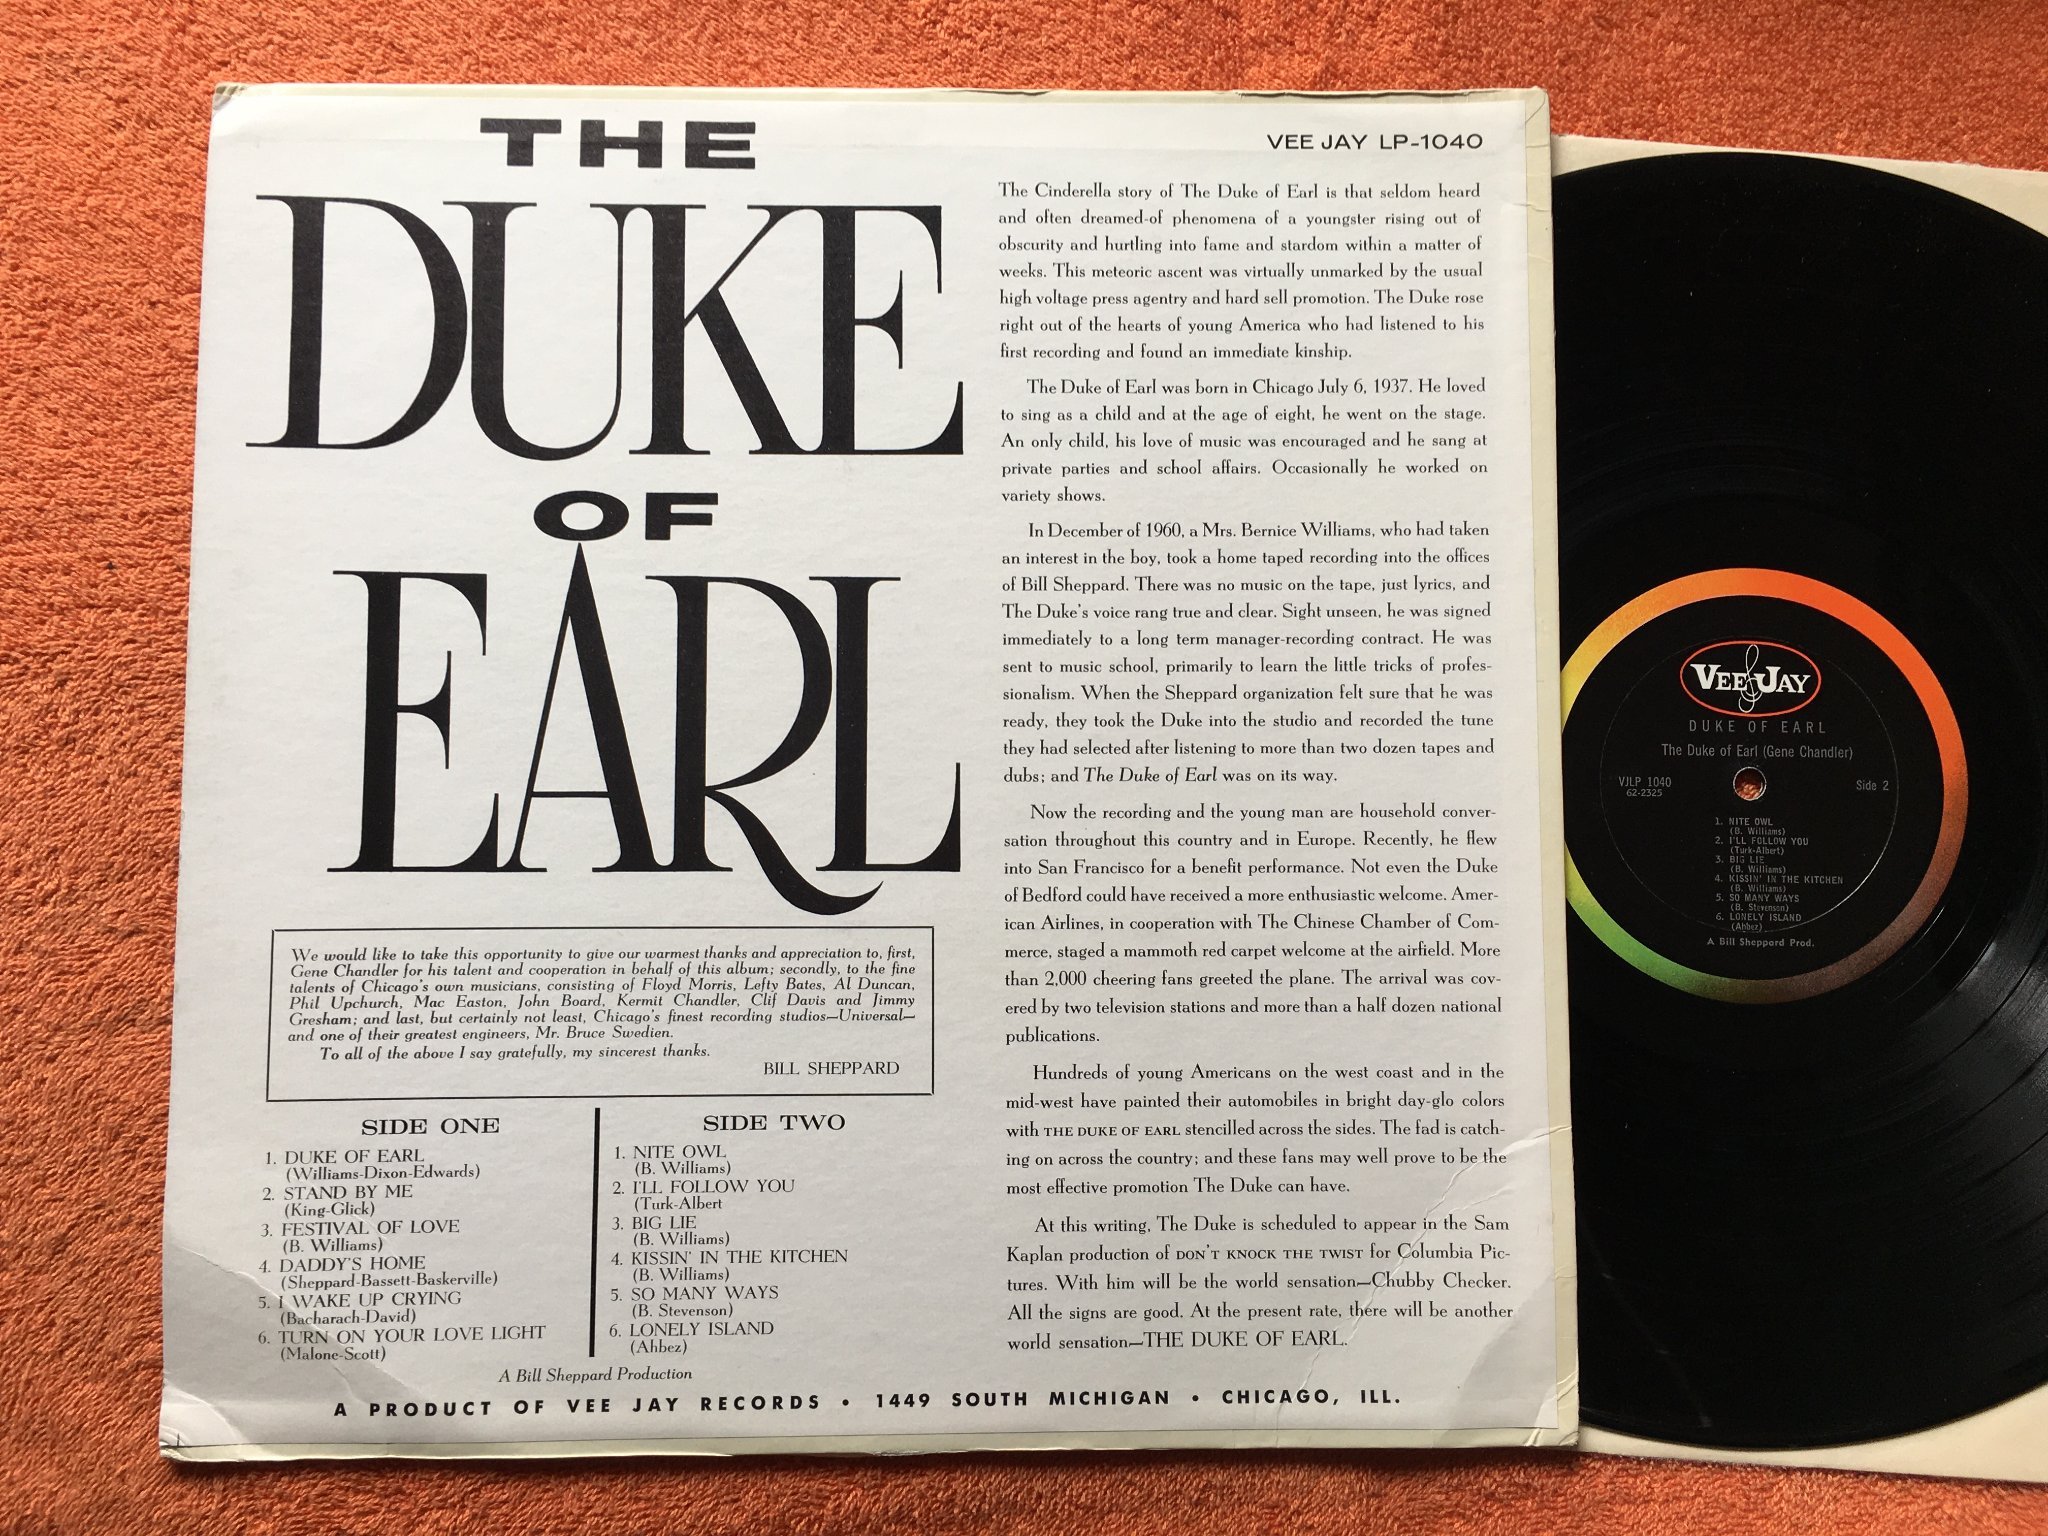 THE
DUKE
OF
EARL
We would like to take this opportunity to give our warmest thanks and appreciation to, first,
Gene Chandler for his talent and cooperation in behalf of this album; secondly, to the fine
talents of Chicago's own musicians, consisting of Floyd Morris, Lefty Bates, Al Duncan,
Phil Upchurch, Mac Easton, John Board, Kermit Chandler, Clif Davis and Jimmy
Gresham; and last, but certainly not least, Chicago's finest recording studios—Universal—
and one of their greatest engineers, Mr. Bruce Swedien.
To all of the above I say gratefully, my sincerest thanks.
BILL SHEPPARD
SIDE ONE
1. DUKE OF EARL
(Williams-Dixon-Edwards)
2. STAND BY ME
(King-Glick)
3. FESTIVAL OF LOVE
(B. Williams)
4. DADDY'S HOME
(Sheppard-Bassett-Baskerville)
5. I WAKE UP CRYING
(Bacharach-David)
6. TURN ON YOUR LOVE LIGHT
(Malone-Scott)
SIDE TWO
1. NITE OWL
(B. Williams)
2. I'LL FOLLOW YOU
(Turk-Albert
3. BIG LIE
(B. Williams)
4. KISSIN' IN THE KITCHEN
(B. Williams)
5. SO MANY WAYS
(B. Stevenson)
6. LONELY ISLAND
(Ahbez)
A Bill Sheppard Production
VEE JAY LP-1040
The Cinderella story of The Duke of Earl is that seldom heard
and often dreamed-of phenomena of a youngster rising out of
obscurity and hurtling into fame and stardom within a matter of
weeks. This meteoric ascent was virtually unmarked by the usual
high voltage press agentry and hard sell promotion. The Duke rose
right out of the hearts of young America who had listened to his
first recording and found an immediate kinship.
The Duke of Earl was born in Chicago July 6, 1937. He loved
to sing as a child and at the age of eight, he went on the stage.
An only child, his love of music was encouraged and he sang at
private parties and school affairs. Occasionally he worked on
variety shows.
In December of 1960, a Mrs. Bernice Williams, who had taken
an interest in the boy, took a home taped recording into the offices
of Bill Sheppard. There was no music on the tape, just lyrics, and
The Duke's voice rang true and clear. Sight unseen, he was signed
immediately to a long term manager-recording contract. He was
sent to music school, primarily to learn the little tricks of profes-
sionalism. When the Sheppard organization felt sure that he was
ready, they took the Duke into the studio and recorded the tune
they had selected after listening to more than two dozen tapes and
dubs; and The Duke of Earl was on its way.
Now the recording and the young man are household conver-
sation throughout this country and in Europe. Recently, he flew
into San Francisco for a benefit performance. Not even the Duke
of Bedford could have received a more enthusiastic welcome. Amer-
ican Airlines, in cooperation with The Chinese Chamber of Com-
merce, staged a mammoth red carpet welcome at the airfield. More
than 2,000 cheering fans greeted the plane. The arrival was cov-
ered by two television stations and more than a half dozen national
publications.
Hundreds of young Americans on the west coast and in the
mid-west have painted their automobiles in bright day-glo colors
with THE DUKE OF EARL stencilled across the sides. The fad is catch-
ing on across the country; and these fans may well prove to be the
most effective promotion The Duke can have.
At this writing, The Duke is scheduled to appear in the Sam
Kaplan production of DON'T KNOCK THE TWIST for Columbia Pic-
tures. With him will be the world sensation—Chubby Checker.
All the signs are good. At the present rate, there will be another
world sensation—THE DUKE OF EARL.
A PRODUCT OF VEE JAY RECORDS • 1449 SOUTH MICHIGAN • CHICAGO, ILL.
VEE JAY
DUKE OF EARL
The Duke of Earl (Gene Chandler)
VJLP 1040
62-2325
Side 2
1. NITE OWL
(B. Williams)
2. I'LL FOLLOW YOU
(Turk-Albert)
3. BIG LIE
(B. Williams)
4. KISSIN' IN THE KITCHEN
(B. Williams)
5. SO MANY WAYS
(B. Stevenson)
6. LONELY ISLAND
(Ahbez)
A Bill Sheppard Prod.